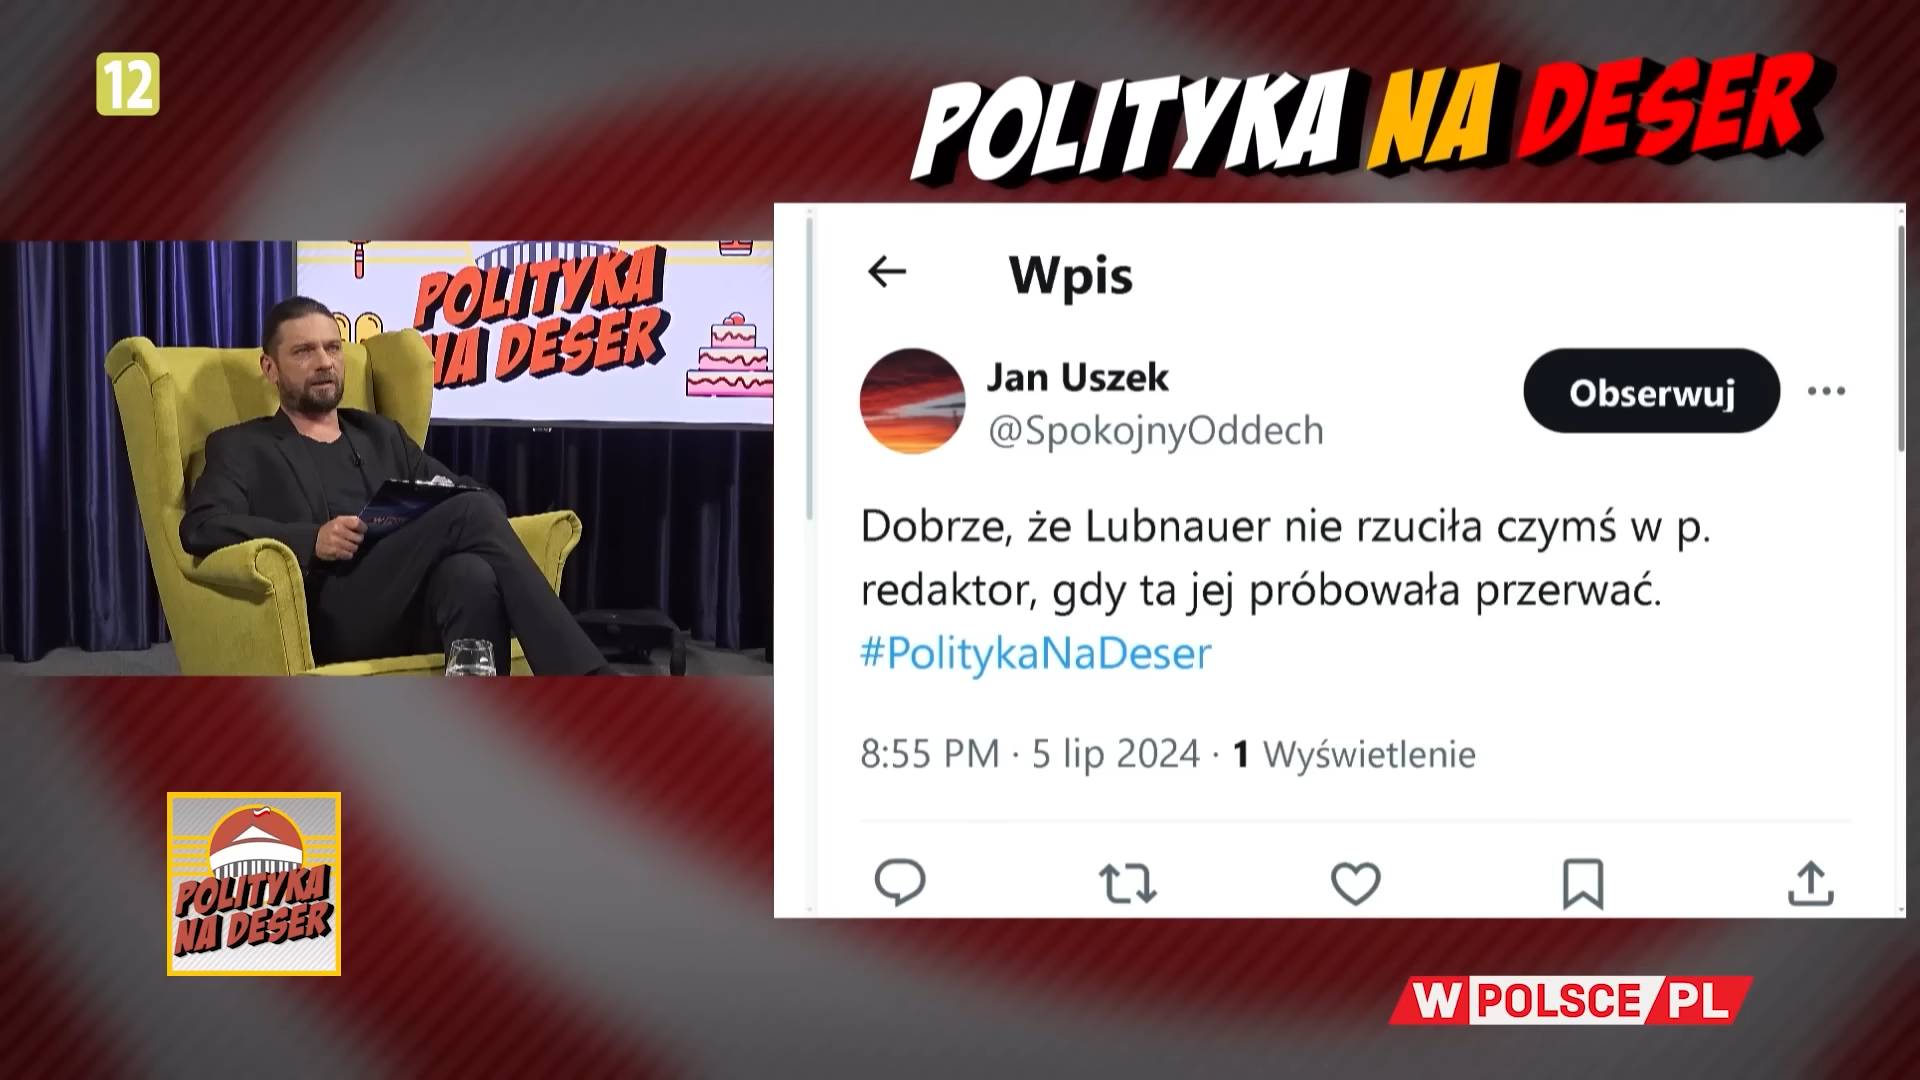 12
POLITYKA NA DESER
POLITYKA
NA DESER
Wpis
Jan Uszek
@SpokojnyOddech
Obserwuj
Dobrze, że Lubnauer nie rzuciła czymś w p.
redaktor, gdy ta jej próbowała przerwać.
#PolitykaNaDeser
8:55 PM · 5 lip 2024 · 1 Wyświetlenie
POLITYKA
NA DESER
W POLSCE/PL